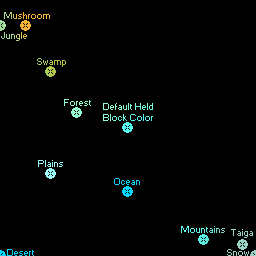 Mushroom
Jungle
Swamp
Forest
Default Held
Block Color
Plains
Ocean
Mountains
Taiga
Snow
Desert